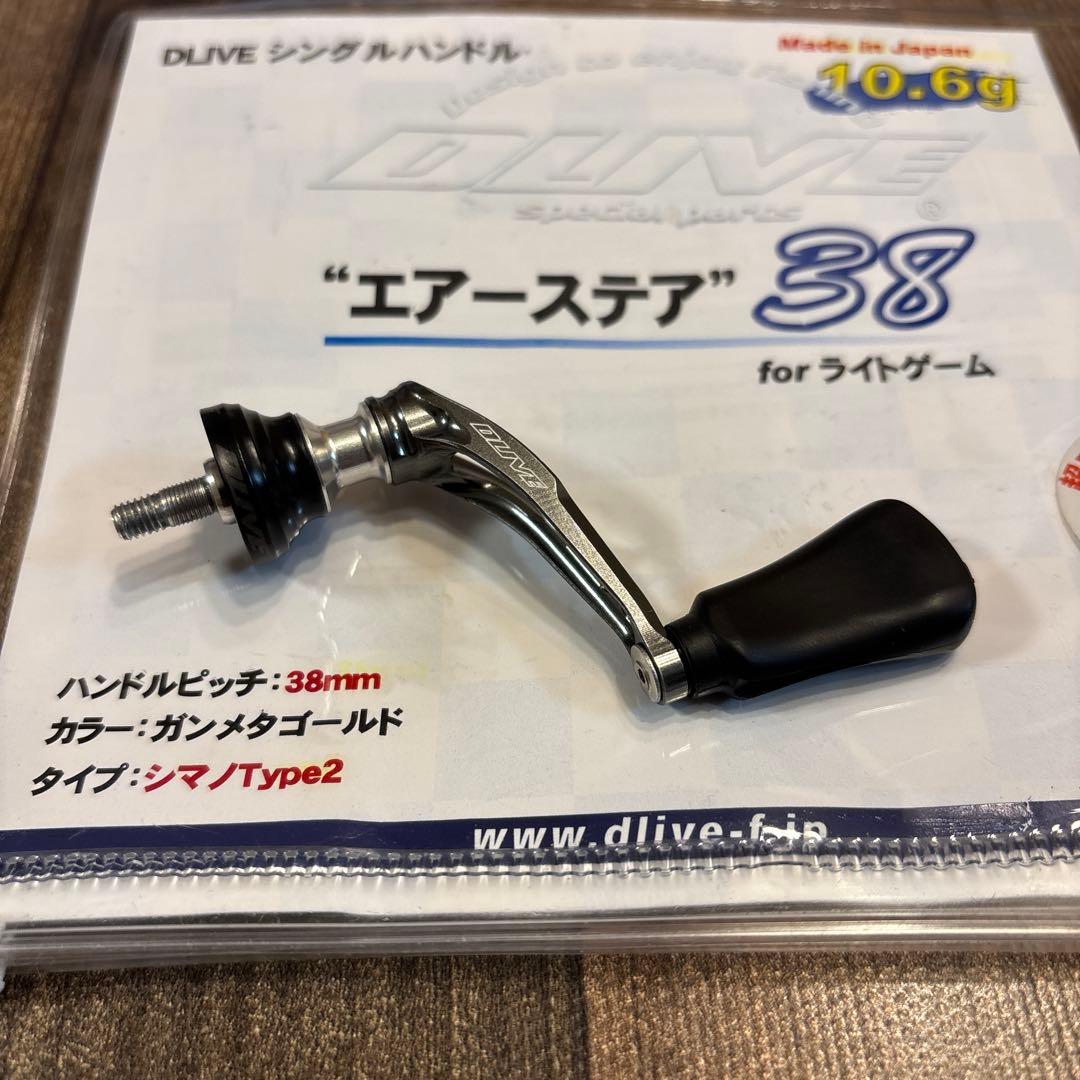 DLIVE シングルハンドル
Made in Japan
10.6g
DLIVE
special parts
®
“エアーステア” 38
for ライトゲーム
DLIVE
ハンドルピッチ：38mm
カラー：ガンメタゴールド
タイプ：シマノType2
www.dlive-f.jp